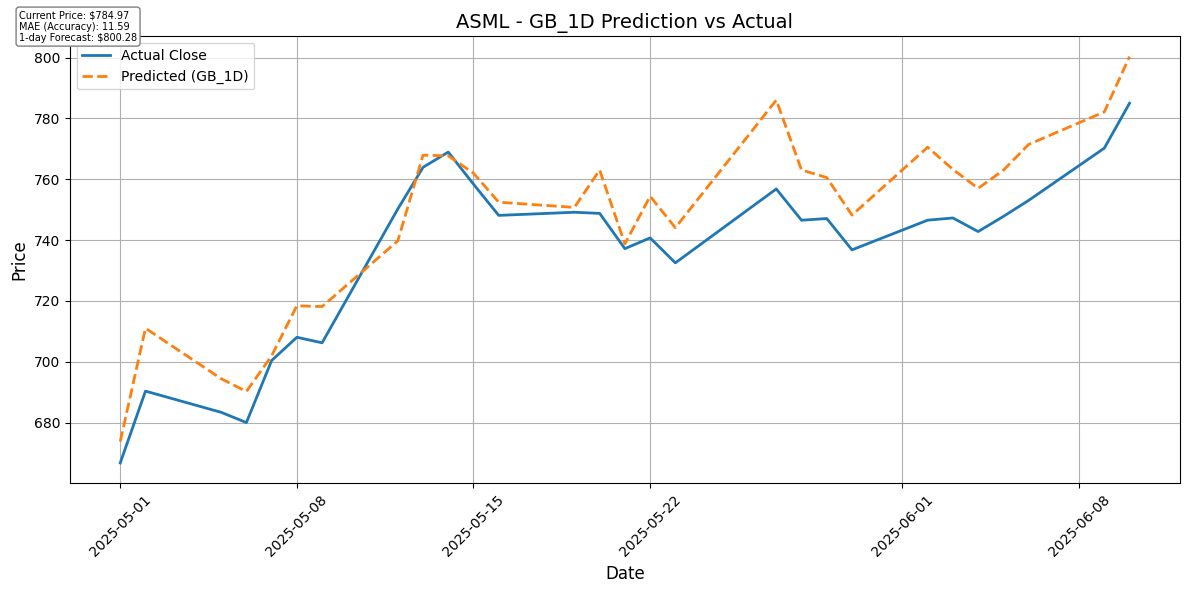 ASML - GB_1D Prediction vs Actual
Current Price: $784.97
MAE (Accuracy): 11.59
1-day Forecast: $800.28
Actual Close
Predicted (GB_1D)
Price
800
780
760
740
720
700
680
2025-05-01
2025-05-08
2025-05-15
2025-05-22
2025-06-01
2025-06-08
Date